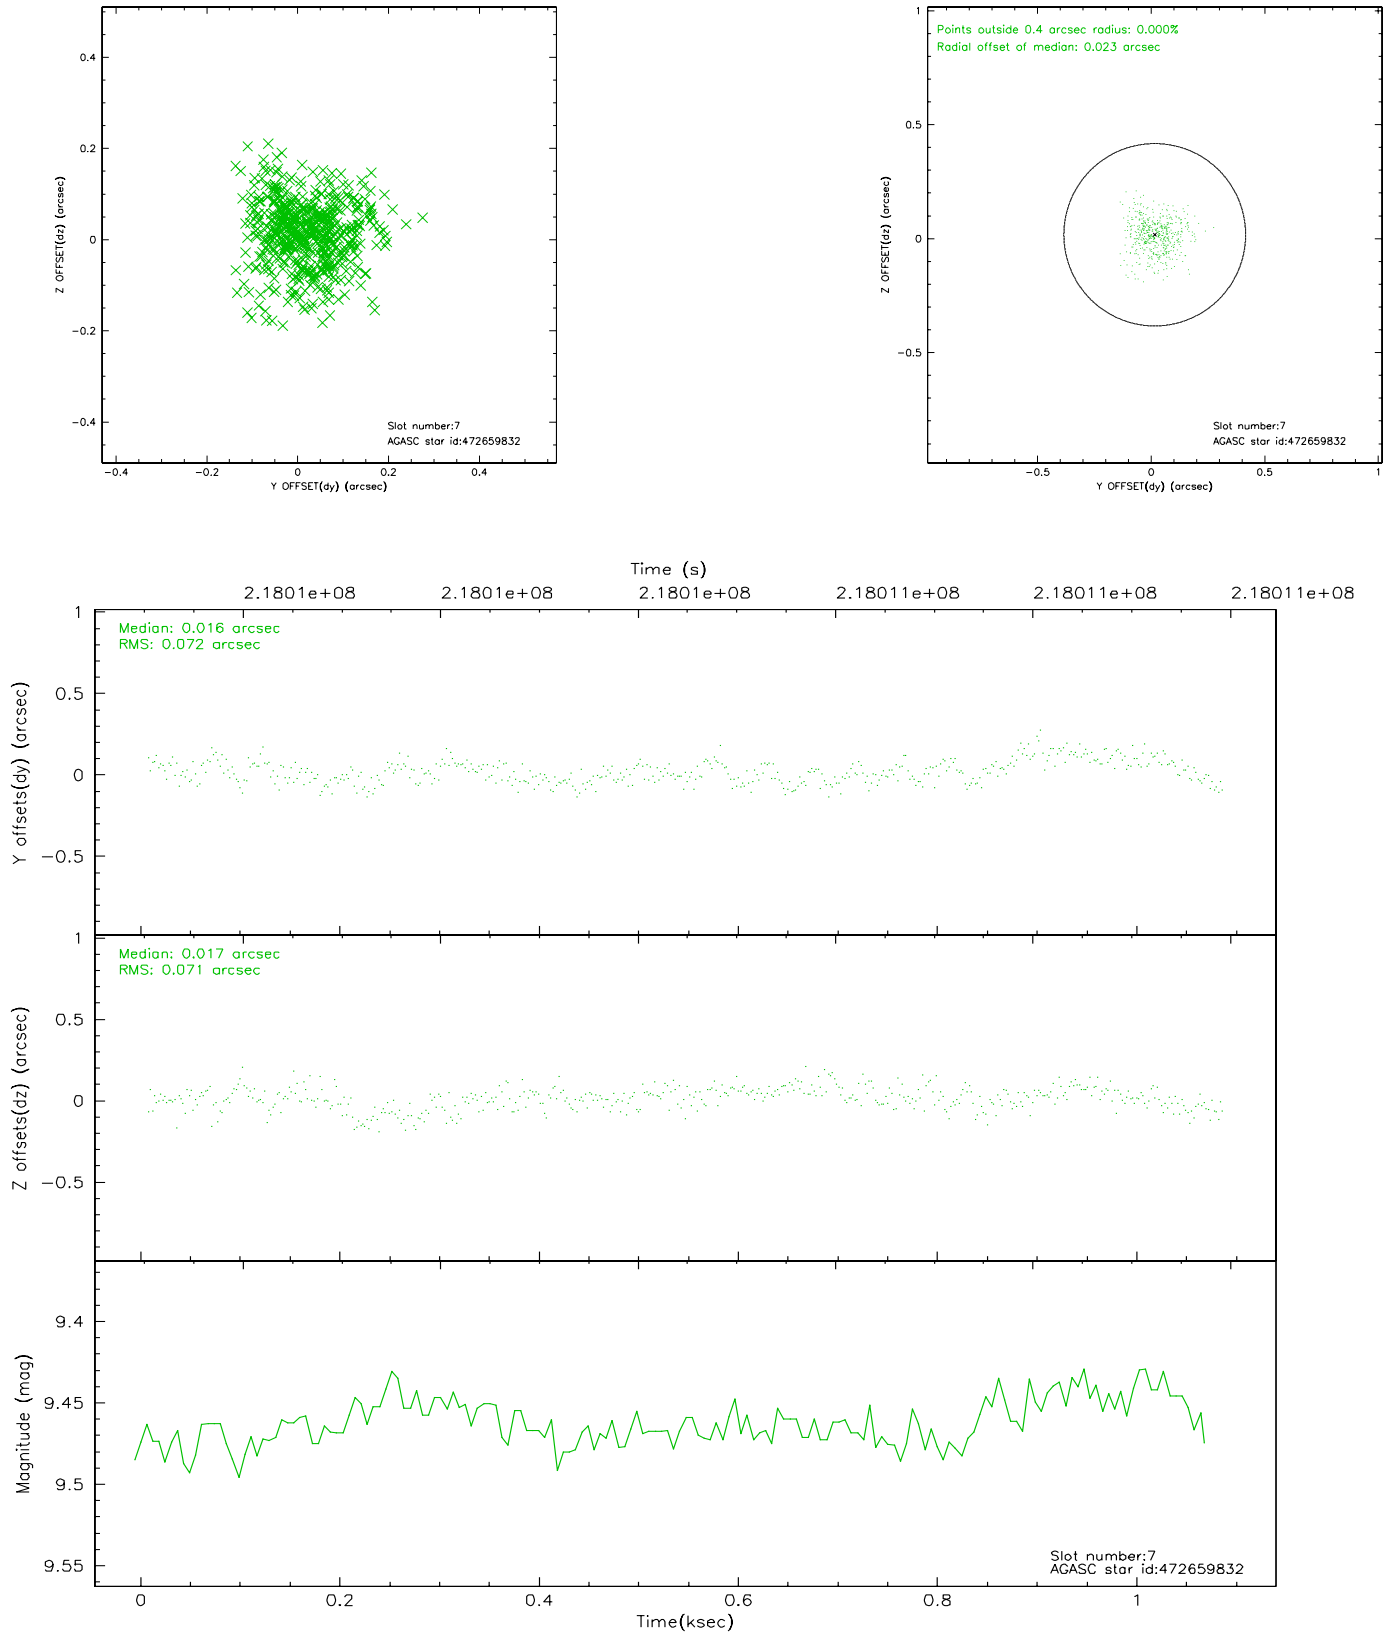 0.4
0.2
0
−0.2
−0.4
Z OFFSET(dz) (arcsec)
−0.4 −0.2 0 0.2 0.4
Y OFFSET(dy) (arcsec)
Slot number:7
AGASC star id:472659832
Points outside 0.4 arcsec radius: 0.000%
Radial offset of median: 0.023 arcsec
1
0.5
0
−0.5
Z OFFSET(dz) (arcsec)
−0.5 0 0.5 1
Y OFFSET(dy) (arcsec)
Slot number:7
AGASC star id:472659832
Time (s)
2.1801e+08 2.1801e+08 2.1801e+08 2.18011e+08 2.18011e+08 2.18011e+08
Median: 0.016 arcsec
RMS: 0.072 arcsec
1
0.5
0
−0.5
Y offsets(dy) (arcsec)
Median: 0.017 arcsec
RMS: 0.071 arcsec
1
0.5
0
−0.5
Z offsets(dz) (arcsec)
9.4
9.45
9.5
9.55
Magnitude (mag)
Slot number:7
AGASC star id:472659832
0 0.2 0.4 0.6 0.8 1
Time(ksec)